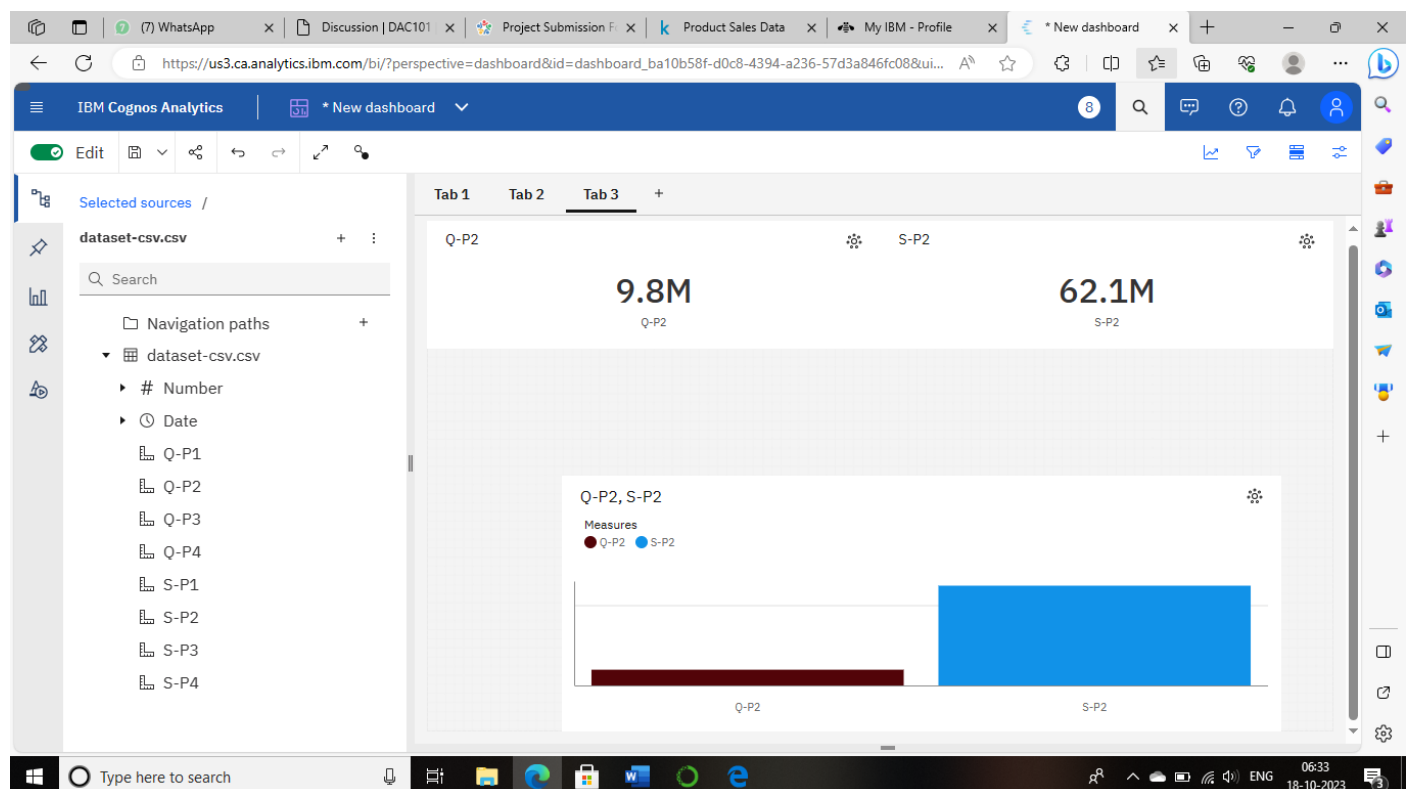 (7) WhatsApp
Discussion | DAC101
Project Submission F
Product Sales Data
My IBM - Profile
* New dashboard
https://us3.ca.analytics.ibm.com/bi/?perspective=dashboard&id=dashboard_ba10b58f-d0c8-4394-a236-57d3a846fc08&ui...
IBM Cognos Analytics
* New dashboard
8
Edit
Selected sources /
Tab 1 Tab 2 Tab 3 +
dataset-csv.csv
Search
Navigation paths
dataset-csv.csv
# Number
Date
Q-P1
Q-P2
Q-P3
Q-P4
S-P1
S-P2
S-P3
S-P4
Q-P2
9.8M
Q-P2
S-P2
62.1M
S-P2
Q-P2, S-P2
Measures
Q-P2 S-P2
Q-P2 S-P2
Type here to search
ENG
06:33
18-10-2023
3